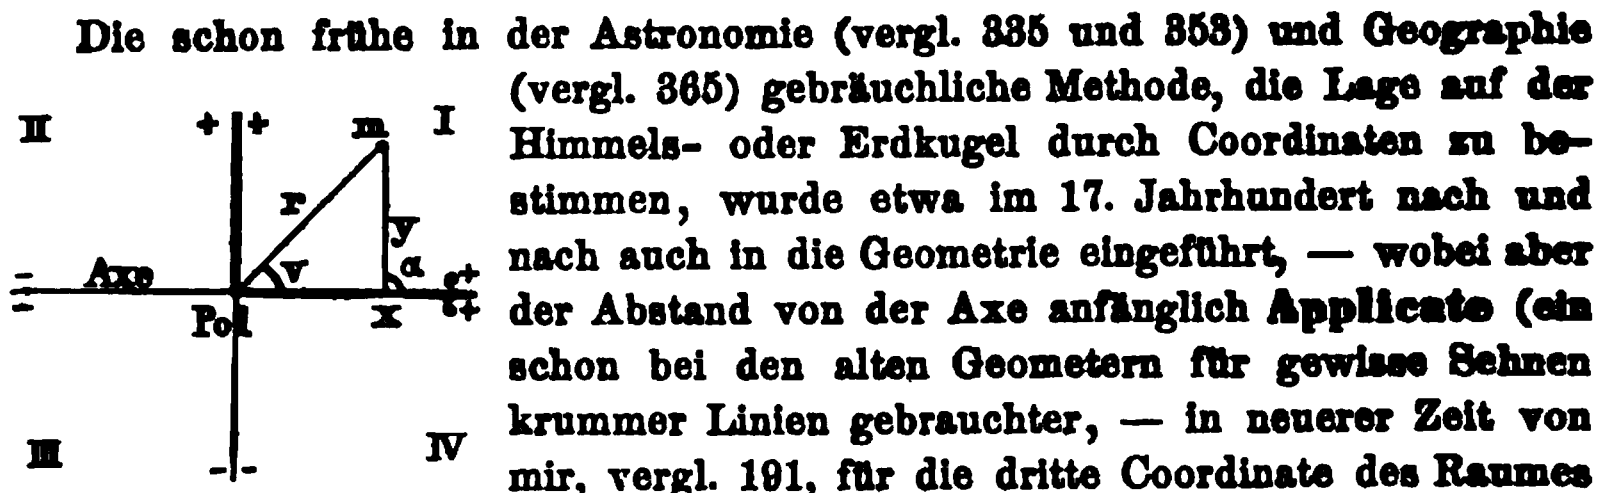 Die schon frühe in der Astronomie (vergl. 335 und 353) und Geographie
(vergl. 365) gebräuchliche Methode, die Lage auf der
Himmels- oder Erdkugel durch Coordinaten zu be-
stimmen, wurde etwa im 17. Jahrhundert nach und
nach auch in die Geometrie eingeführt, — wobei aber
der Abstand von der Axe anfänglich Applicate (ein
schon bei den alten Geometern für gewisse Sehnen
krummer Linien gebrauchter, — in neuerer Zeit von
mir, vergl. 191, für die dritte Coordinate des Raumes
II + + m I
r y
- Axe v α +
- Pol x +
III - - IV